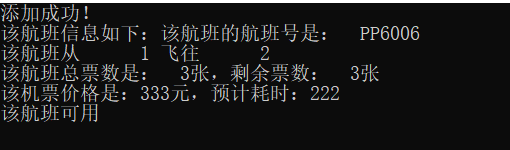 添加成功!
该航班信息如下:该航班的航班号是:  PP6006
该航班从      1 飞往      2
该航班总票数是:  3张,剩余票数:  3张
该机票价格是:333元,预计耗时:222
该航班可用